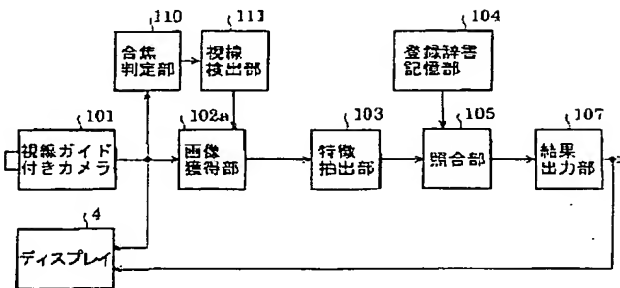 110
合焦
判定部
111
視線
検出部
104
登録辞書
記憶部
101
視線ガイド
付きカメラ
102a
画像
獲得部
103
特徴
抽出部
105
照合部
107
結果
出力部
4
ディスプレイ